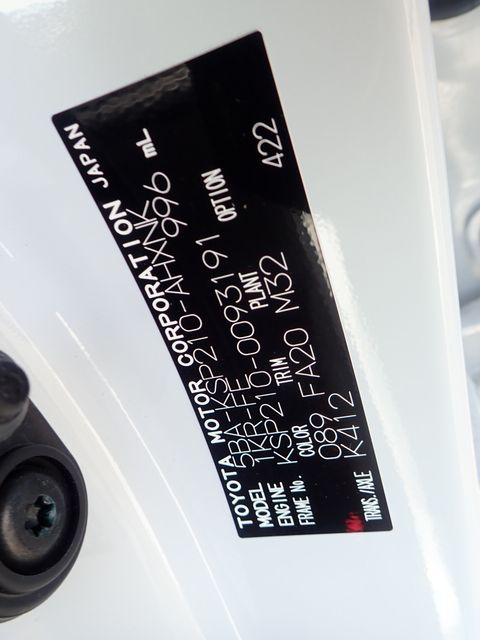 TOYOTA MOTOR CORPORATION JAPAN
MODEL 5BA-KSP210-AHXNK
ENGINE 1KR-FE 996 mL
FRAME No. KSP210-0093191
COLOR TRIM PLANT OPTION
089 FA20 M32 422
TRANS./AXLE K412